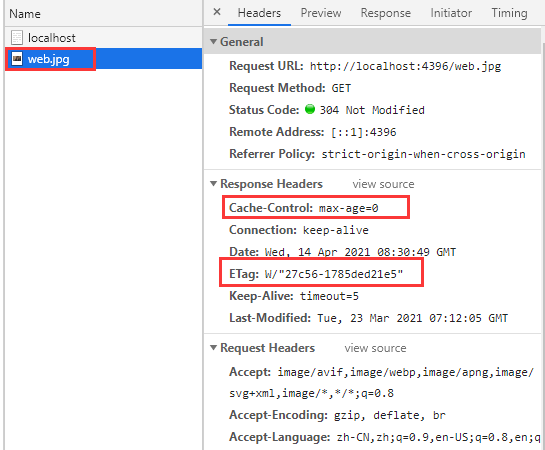 Name
localhost
web.jpg
× Headers Preview Response Initiator Timing
General
Request URL: http://localhost:4396/web.jpg
Request Method: GET
Status Code: 304 Not Modified
Remote Address: [::1]:4396
Referrer Policy: strict-origin-when-cross-origin
Response Headers view source
Cache-Control: max-age=0
Connection: keep-alive
Date: Wed, 14 Apr 2021 08:30:49 GMT
ETag: W/"27c56-1785ded21e5"
Keep-Alive: timeout=5
Last-Modified: Tue, 23 Mar 2021 07:12:05 GMT
Request Headers view source
Accept: image/avif,image/webp,image/apng,image/
svg+xml,image/*,*/*;q=0.8
Accept-Encoding: gzip, deflate, br
Accept-Language: zh-CN,zh;q=0.9,en-US;q=0.8,en;q